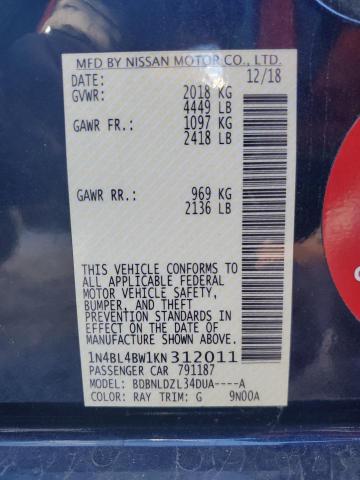 MFD BY NISSAN MOTOR CO., LTD.
DATE: 12/18
GVWR: 2018 KG
4449 LB
GAWR FR: 1097 KG
2418 LB
GAWR RR: 969 KG
2136 LB
THIS VEHICLE CONFORMS TO
ALL APPLICABLE FEDERAL
MOTOR VEHICLE SAFETY,
BUMPER, AND THEFT
PREVENTION STANDARDS IN
EFFECT ON THE DATE OF
MANUFACTURE SHOWN ABOVE.
1N4BL4BW1KN312011
PASSENGER CAR 791187
MODEL: BDBNLDZL34DUA----A
COLOR: RAY TRIM: G 9N00A